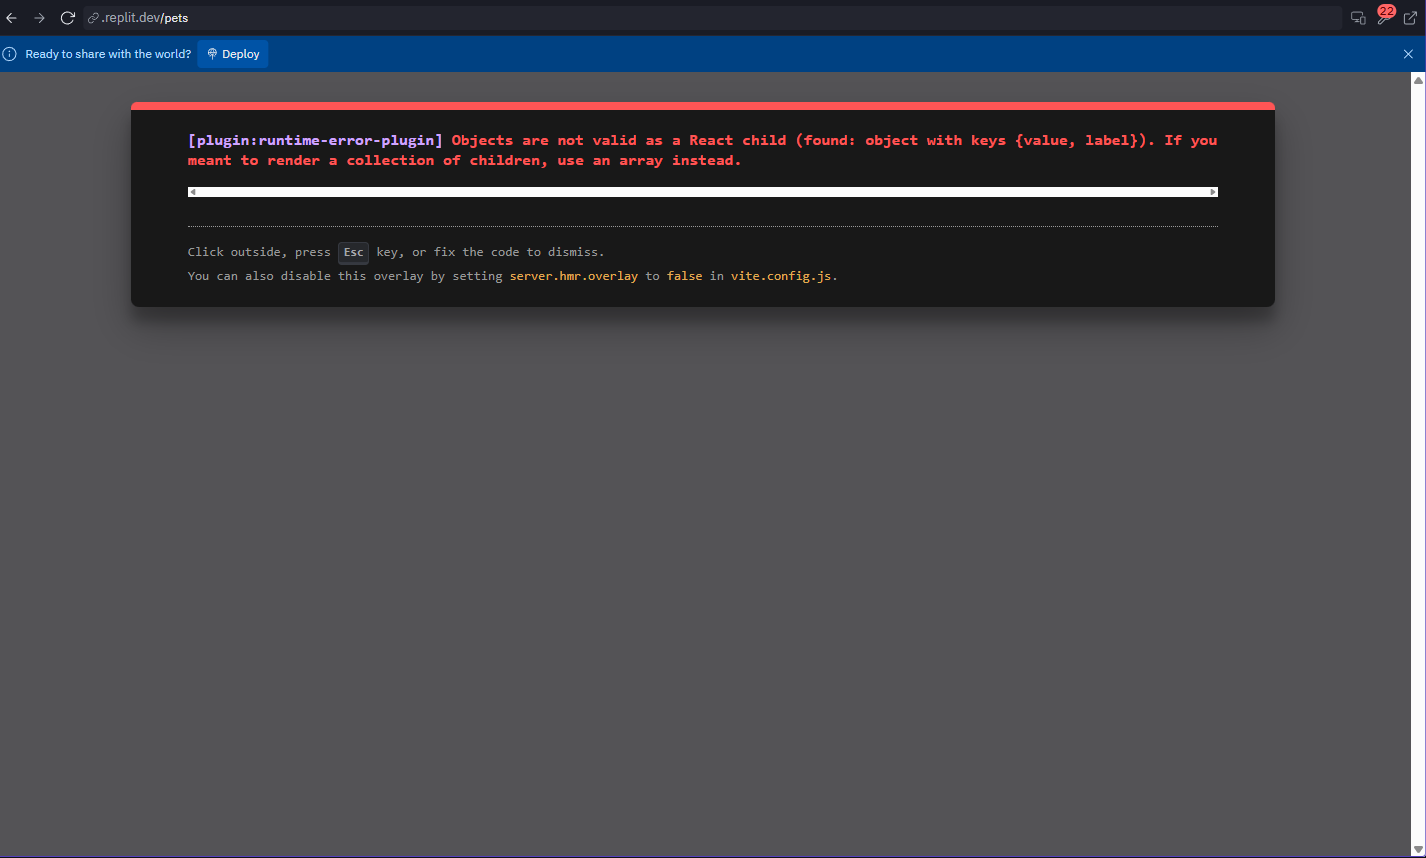 .replit.dev/pets
22
Ready to share with the world? Deploy
[plugin:runtime-error-plugin] Objects are not valid as a React child (found: object with keys {value, label}). If you
meant to render a collection of children, use an array instead.
Click outside, press Esc key, or fix the code to dismiss.
You can also disable this overlay by setting server.hmr.overlay to false in vite.config.js.